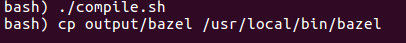 bash) ./compile.sh
bash) cp output/bazel /usr/local/bin/bazel